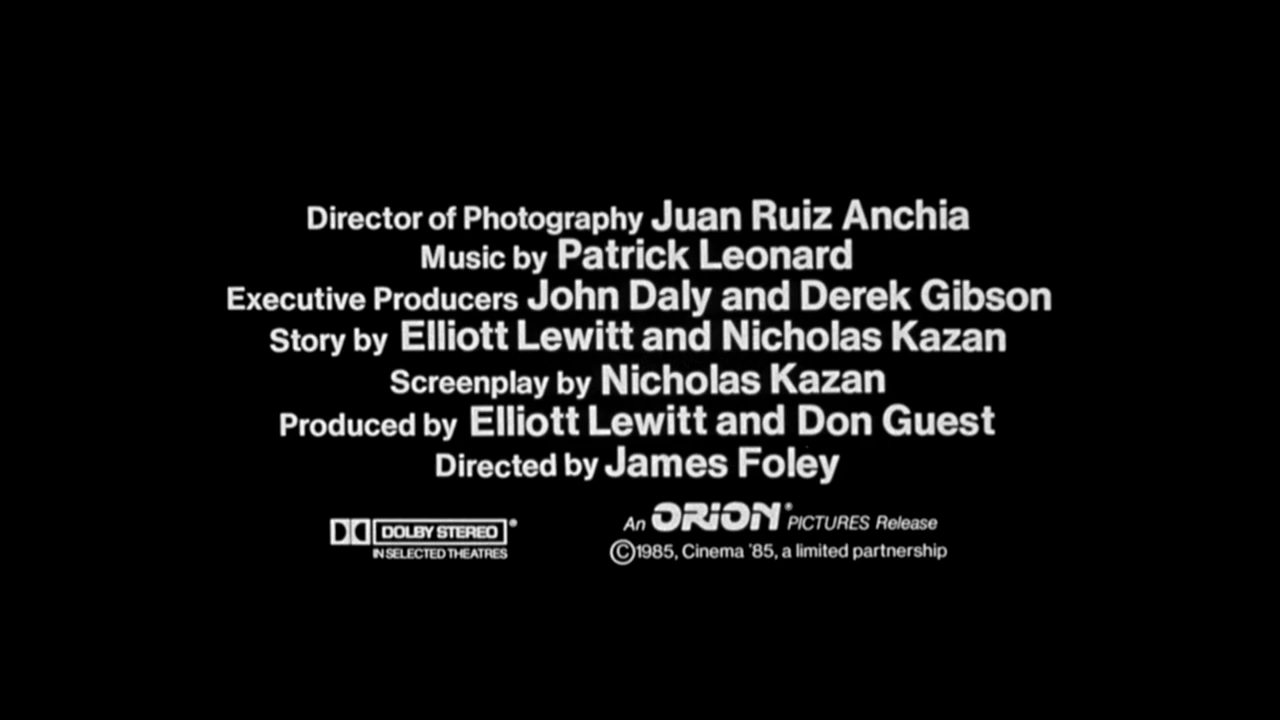 Director of Photography Juan Ruiz Anchia
Music by Patrick Leonard
Executive Producers John Daly and Derek Gibson
Story by Elliott Lewitt and Nicholas Kazan
Screenplay by Nicholas Kazan
Produced by Elliott Lewitt and Don Guest
Directed by James Foley
DOLBY STEREO®
IN SELECTED THEATRES
An ORION® PICTURES Release
©1985, Cinema '85, a limited partnership